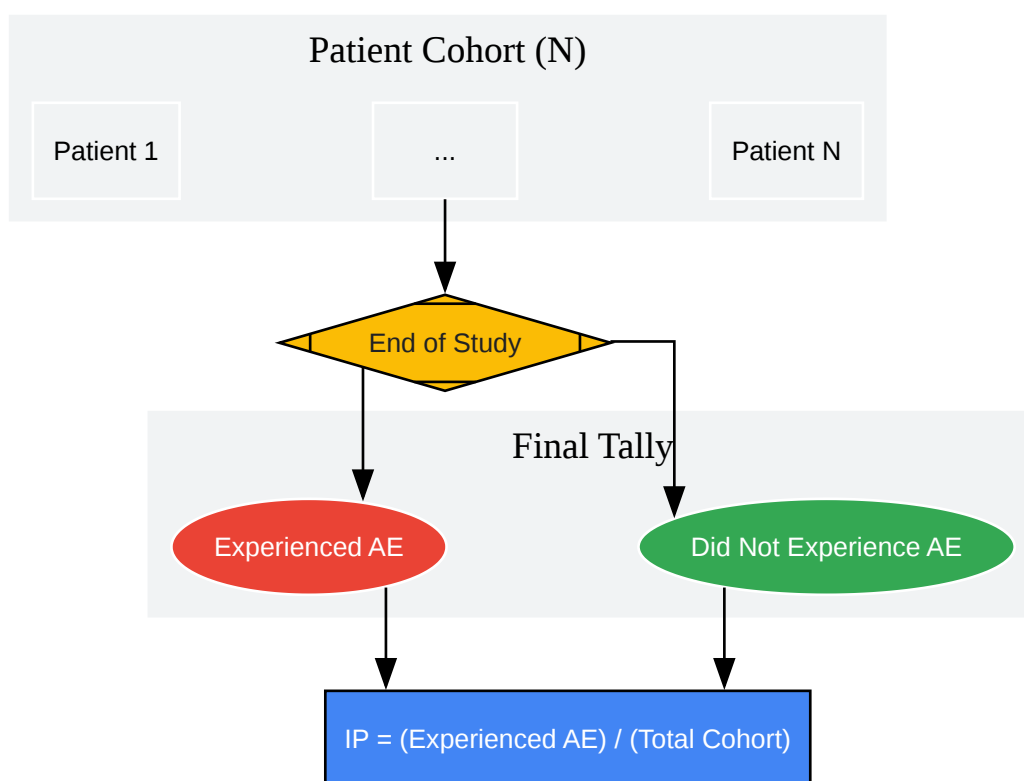 Patient Cohort (N)
Patient 1
...
Patient N
End of Study
Final Tally
Experienced AE
Did Not Experience AE
IP = (Experienced AE) / (Total Cohort)